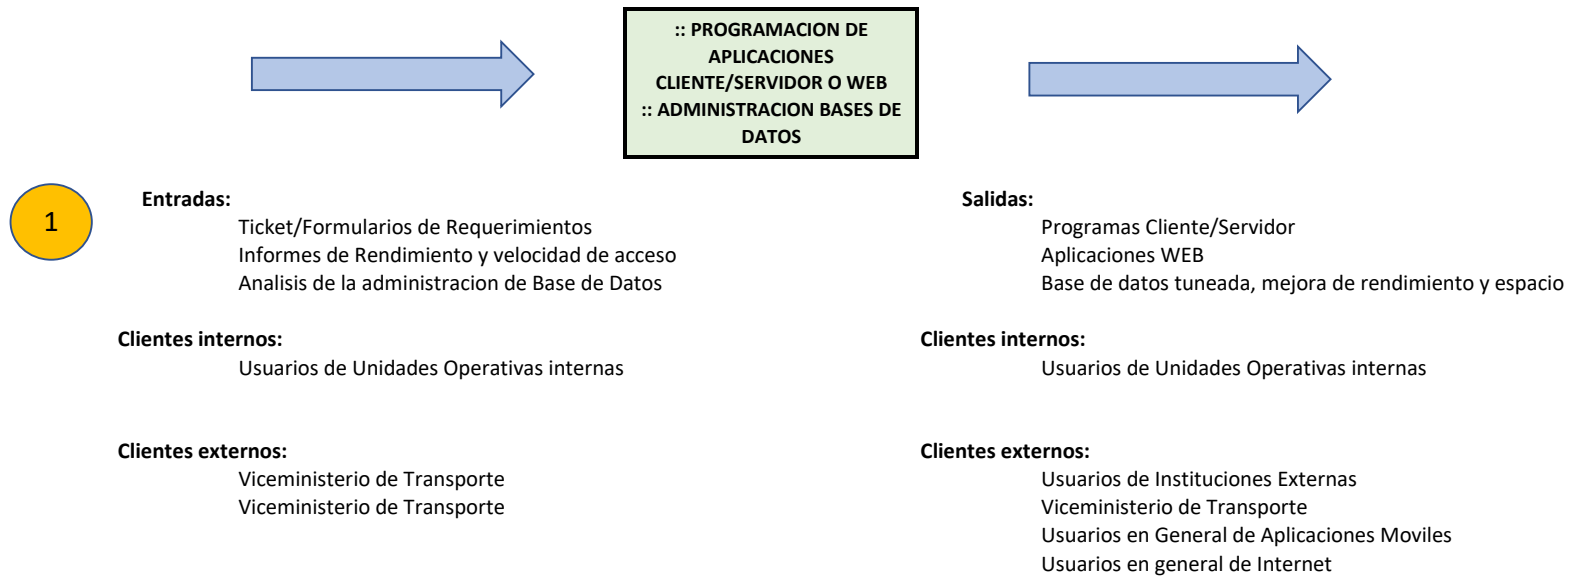 :: PROGRAMACION DE
APLICACIONES
CLIENTE/SERVIDOR O WEB
:: ADMINISTRACION BASES DE
DATOS
1
Entradas:
Ticket/Formularios de Requerimientos
Informes de Rendimiento y velocidad de acceso
Analisis de la administracion de Base de Datos
Clientes internos:
Usuarios de Unidades Operativas internas
Clientes externos:
Viceministerio de Transporte
Viceministerio de Transporte
Salidas:
Programas Cliente/Servidor
Aplicaciones WEB
Base de datos tuneada, mejora de rendimiento y espacio
Clientes internos:
Usuarios de Unidades Operativas internas
Clientes externos:
Usuarios de Instituciones Externas
Viceministerio de Transporte
Usuarios en General de Aplicaciones Moviles
Usuarios en general de Internet